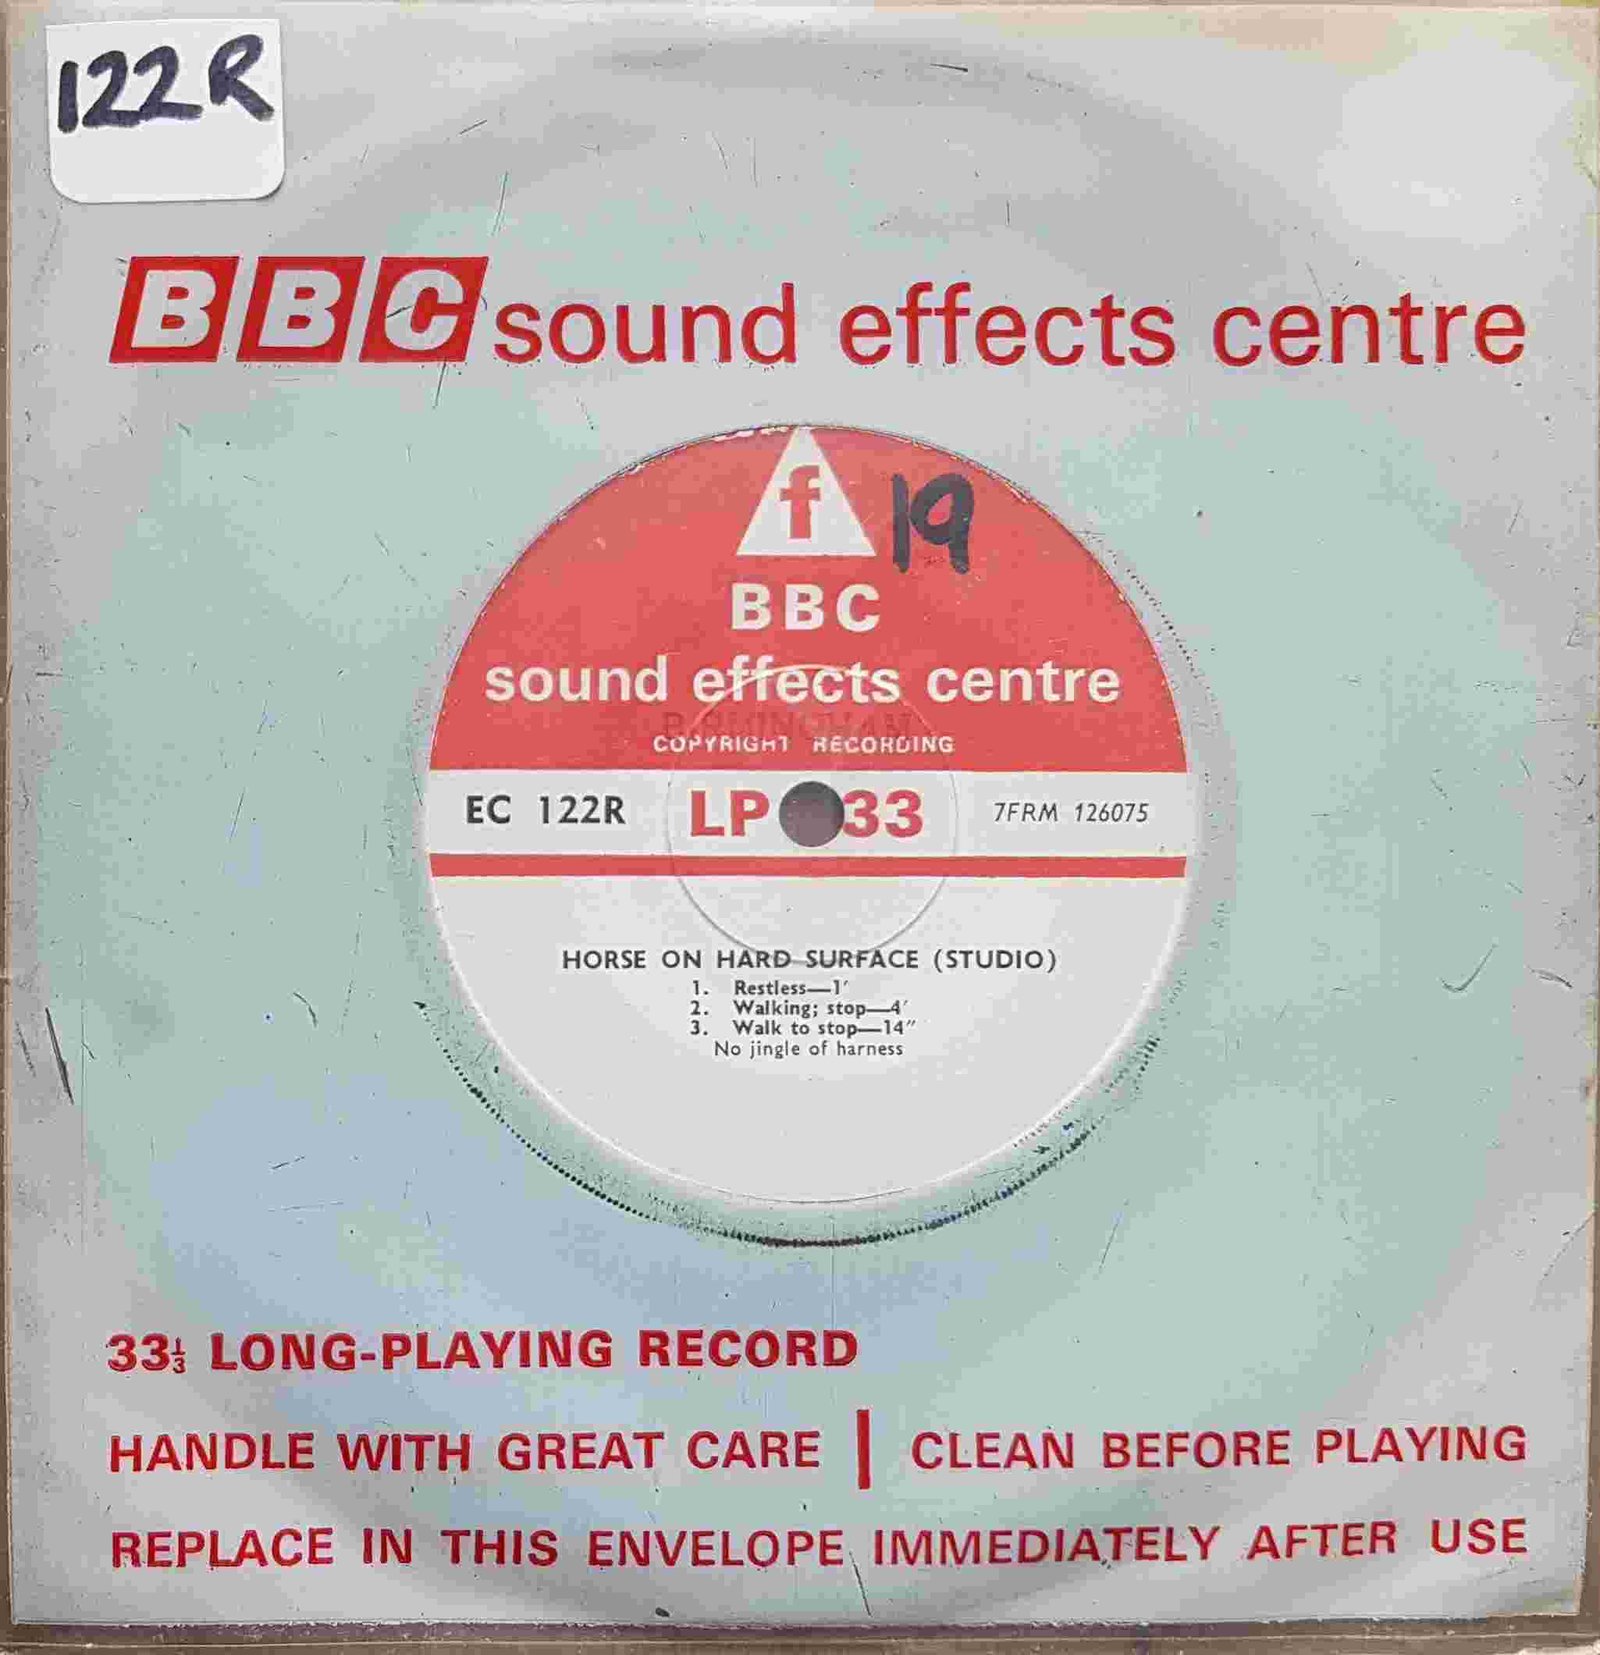 122R
BBC sound effects centre
f 19
BBC
sound effects centre
BIRMINGHAM
COPYRIGHT RECORDING
EC 122R LP 33 7FRM 126075
HORSE ON HARD SURFACE (STUDIO)
1. Restless—1′
2. Walking; stop—4′
3. Walk to stop—14″
No jingle of harness
33⅓ LONG-PLAYING RECORD
HANDLE WITH GREAT CARE | CLEAN BEFORE PLAYING
REPLACE IN THIS ENVELOPE IMMEDIATELY AFTER USE